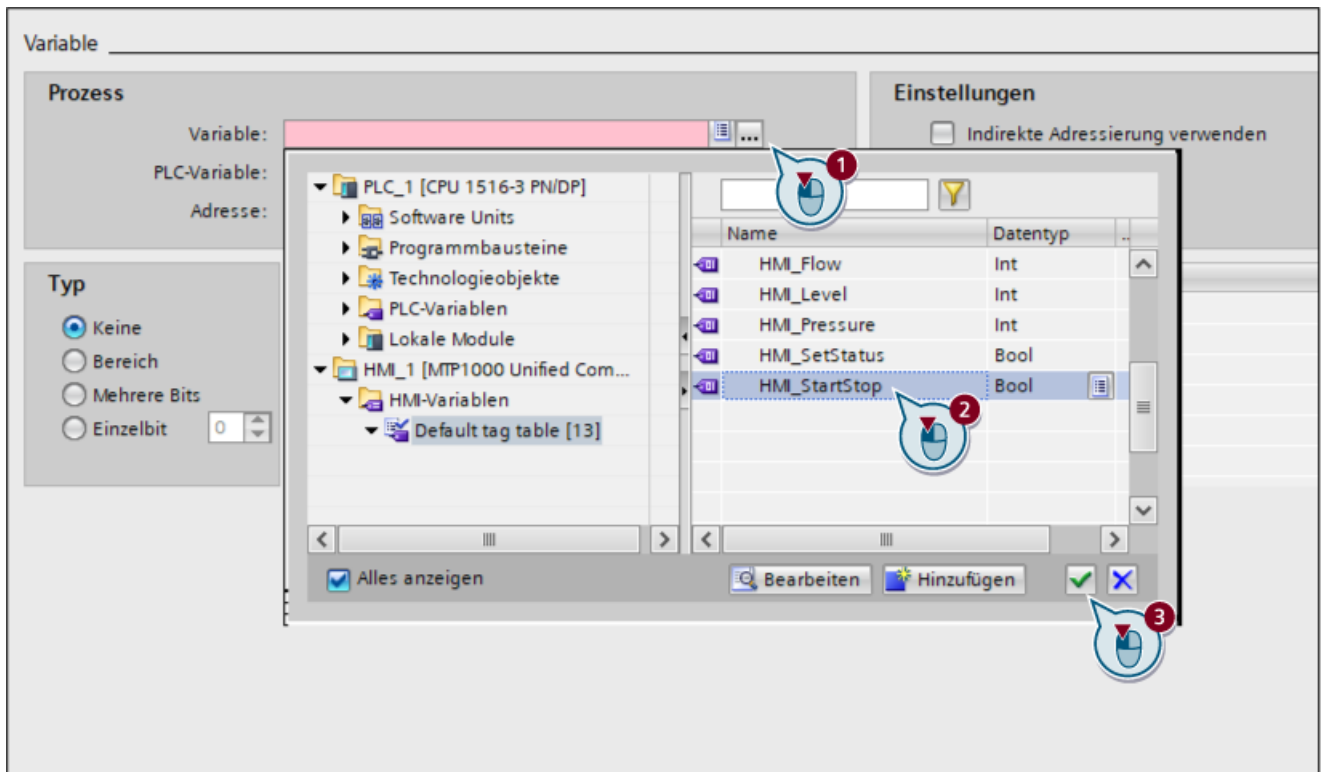 Variable
Prozess
Variable:
...
PLC-Variable:
Adresse:
Einstellungen
Indirekte Adressierung verwenden
Typ
Keine
Bereich
Mehrere Bits
Einzelbit 0
PLC_1 [CPU 1516-3 PN/DP]
Software Units
Programmbausteine
Technologieobjekte
PLC-Variablen
Lokale Module
HMI_1 [MTP1000 Unified Com...
HMI-Variablen
Default tag table [13]
Name Datentyp ..
HMI_Flow Int
HMI_Level Int
HMI_Pressure Int
HMI_SetStatus Bool
HMI_StartStop Bool
Alles anzeigen
Bearbeiten
Hinzufügen
1
2
3